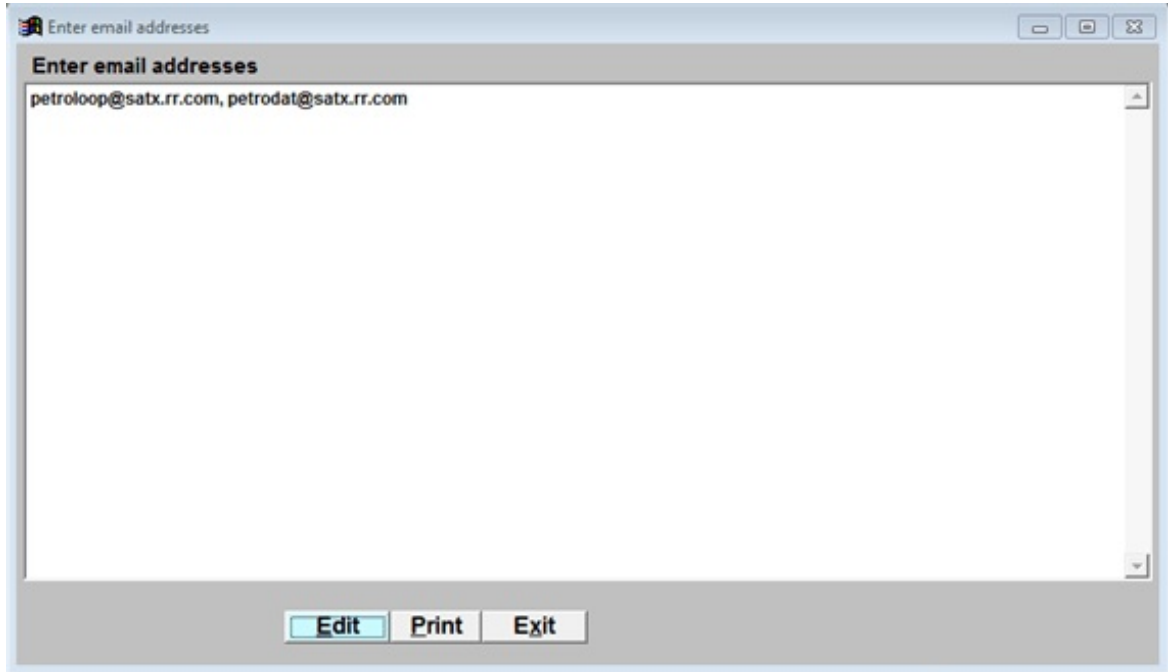 Enter email addresses
Enter email addresses
petroloop@satx.rr.com, petrodat@satx.rr.com
Edit Print Exit